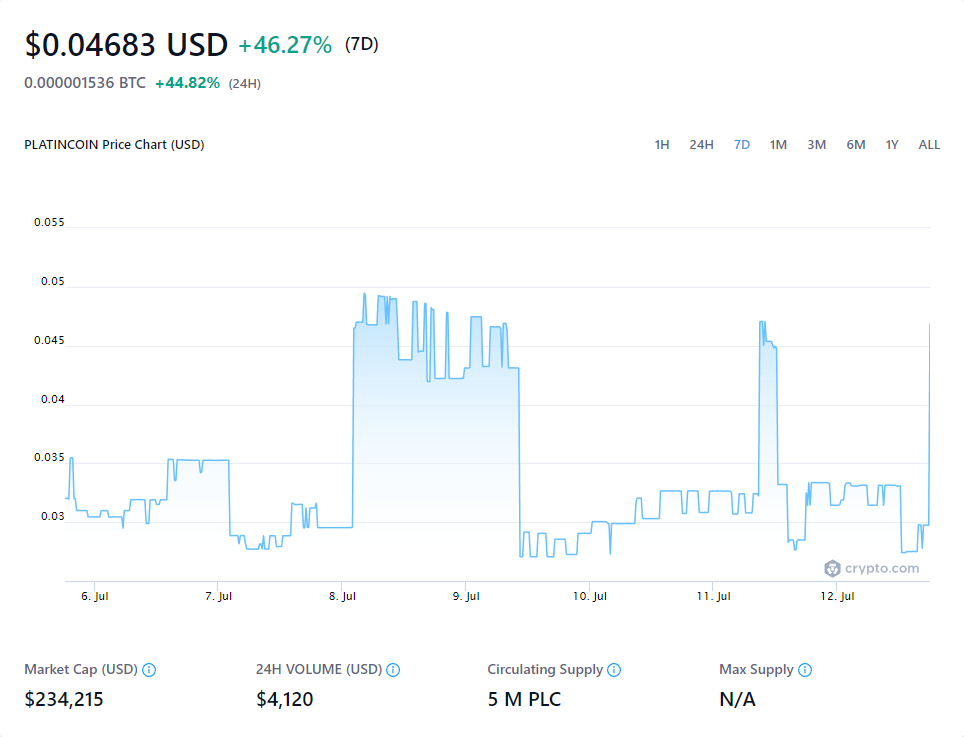 $0.04683 USD +46.27% (7D)
0.000001536 BTC +44.82% (24H)
PLATINCOIN Price Chart (USD) 1H 24H 7D 1M 3M 6M 1Y ALL
0.055
0.05
0.045
0.04
0.035
0.03
crypto.com
6. Jul 7. Jul 8. Jul 9. Jul 10. Jul 11. Jul 12. Jul
Market Cap (USD) 24H VOLUME (USD) Circulating Supply Max Supply
$234,215 $4,120 5 M PLC N/A